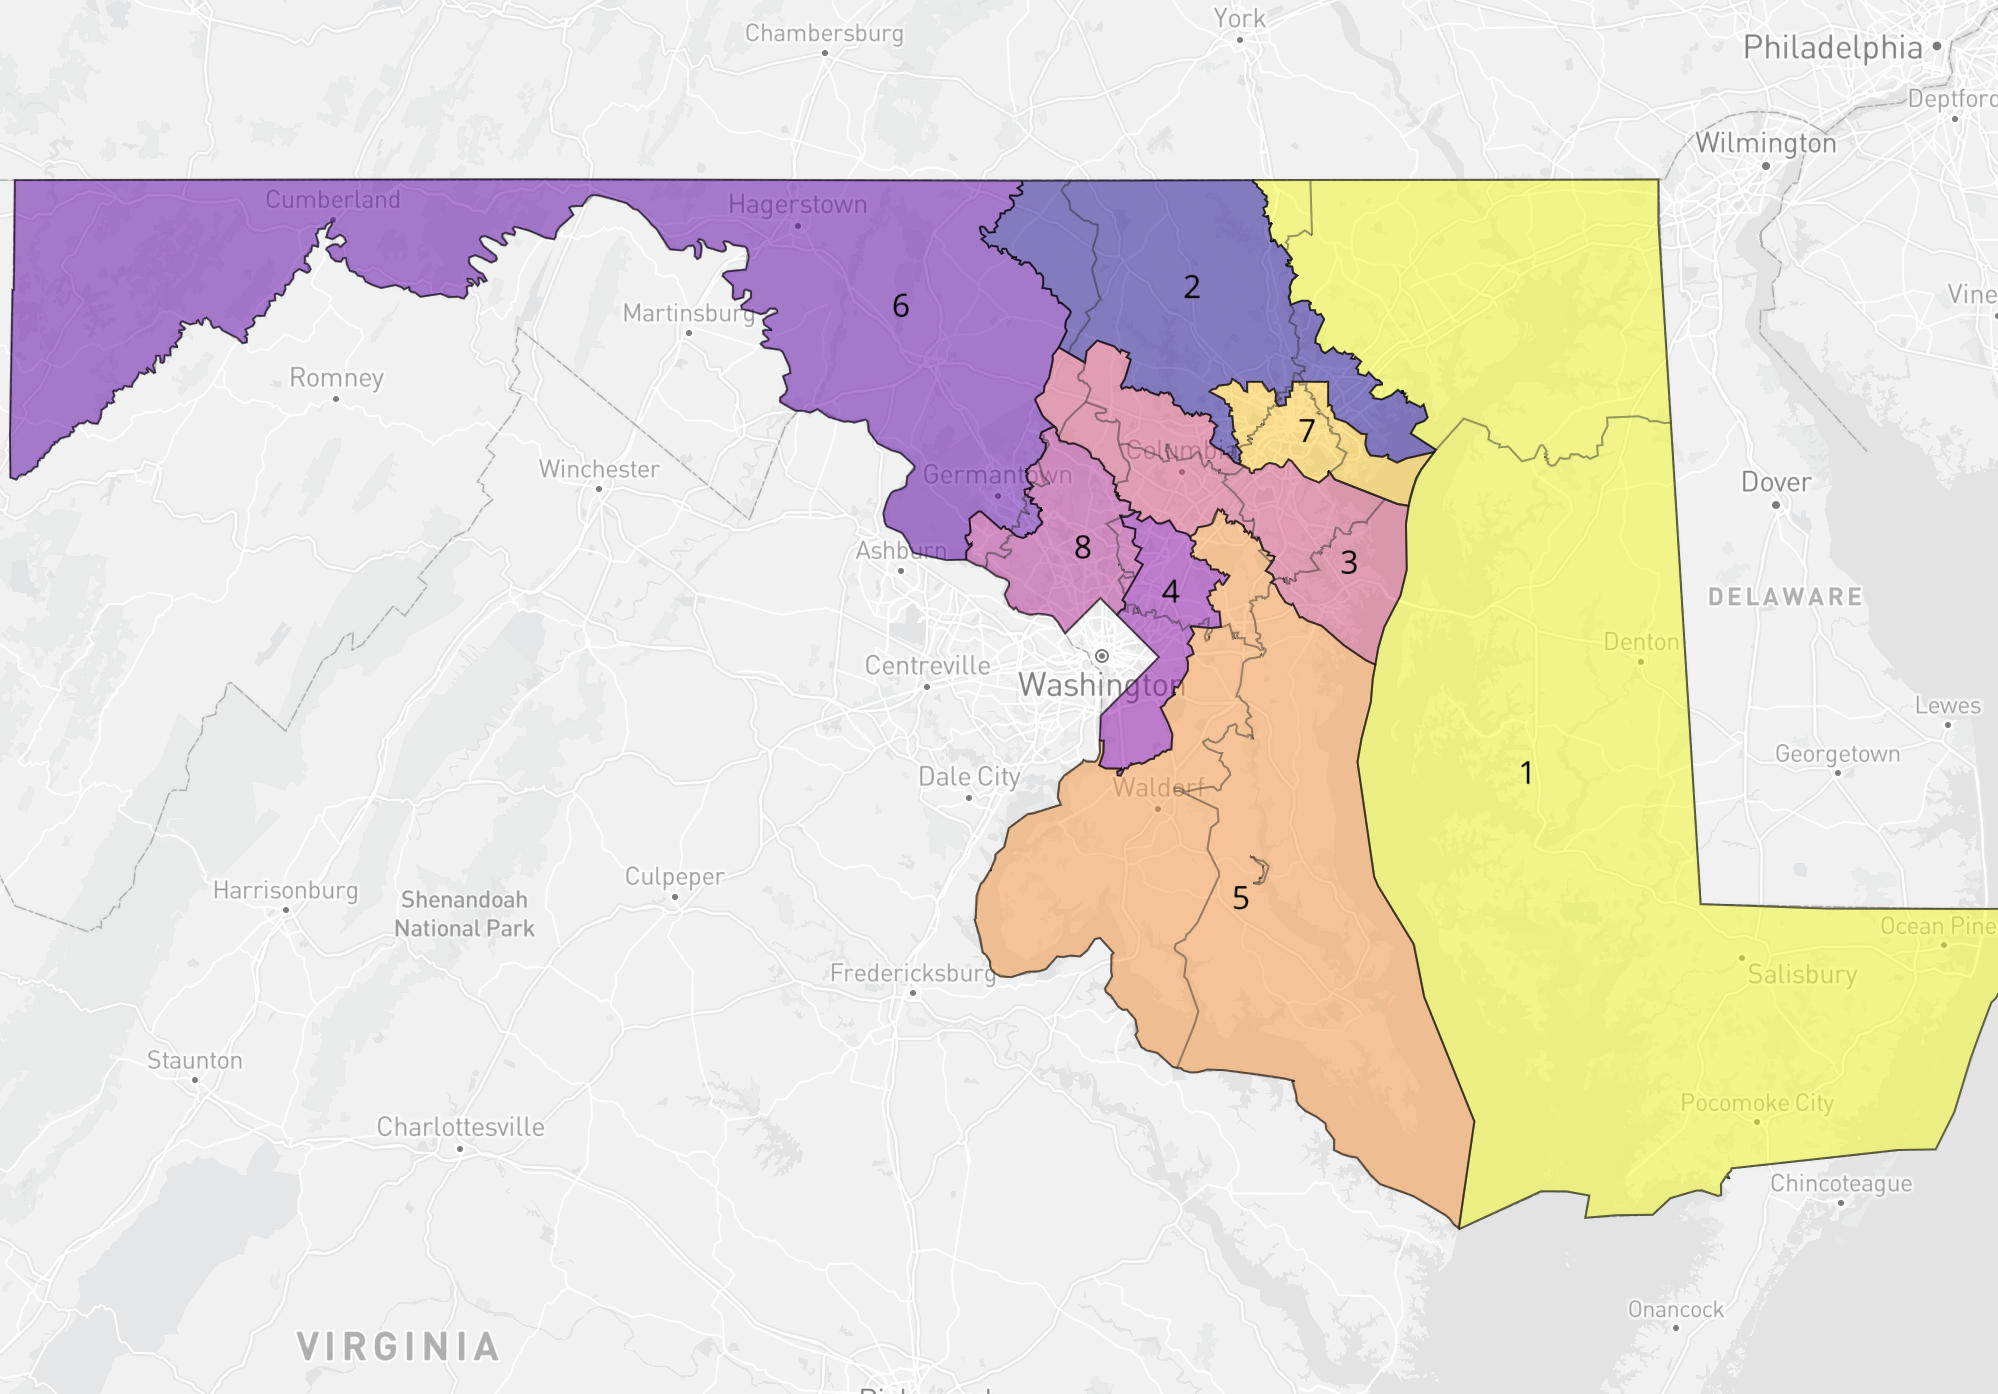 Chambersburg
York
Philadelphia
Deptforc
Wilmington
Cumberland
Hagerstown
Vine
6
2
Martinsburg
Romney
7
Columbi
Winchester
Germantown
Dover
Ashburn
8
3
4
DELAWARE
Denton
Centreville
Washington
Lewes
Dale City
Waldorf
1
Georgetown
Harrisonburg
Shenandoah
National Park
Culpeper
5
Ocean Pine
Fredericksburg
Salisbury
Staunton
Pocomoke City
Charlottesville
Chincoteague
Onancock
VIRGINIA